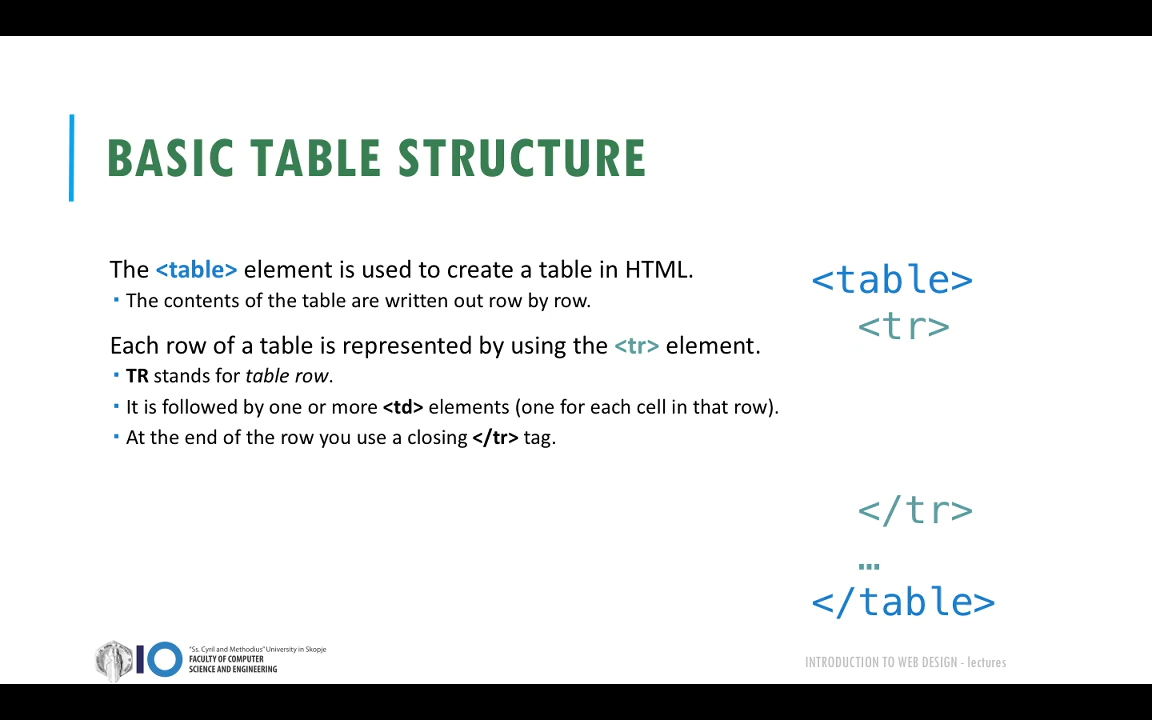 BASIC TABLE STRUCTURE
The <table> element is used to create a table in HTML.
▪ The contents of the table are written out row by row.
Each row of a table is represented by using the <tr> element.
▪ TR stands for table row.
▪ It is followed by one or more <td> elements (one for each cell in that row).
▪ At the end of the row you use a closing </tr> tag.
<table>
<tr>
</tr>
…
</table>
"Ss. Cyril and Methodius" University in Skopje
FACULTY OF COMPUTER
SCIENCE AND ENGINEERING
INTRODUCTION TO WEB DESIGN - lectures